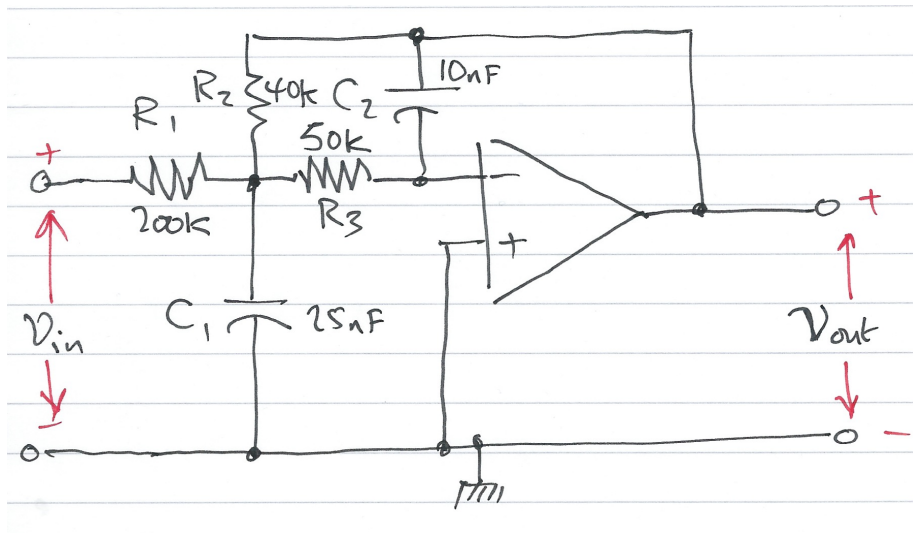 R2 40k C2 10nF
R1
50k
+
200k R3
-
+
+
C1 25nF
Vin
Vout
-
-